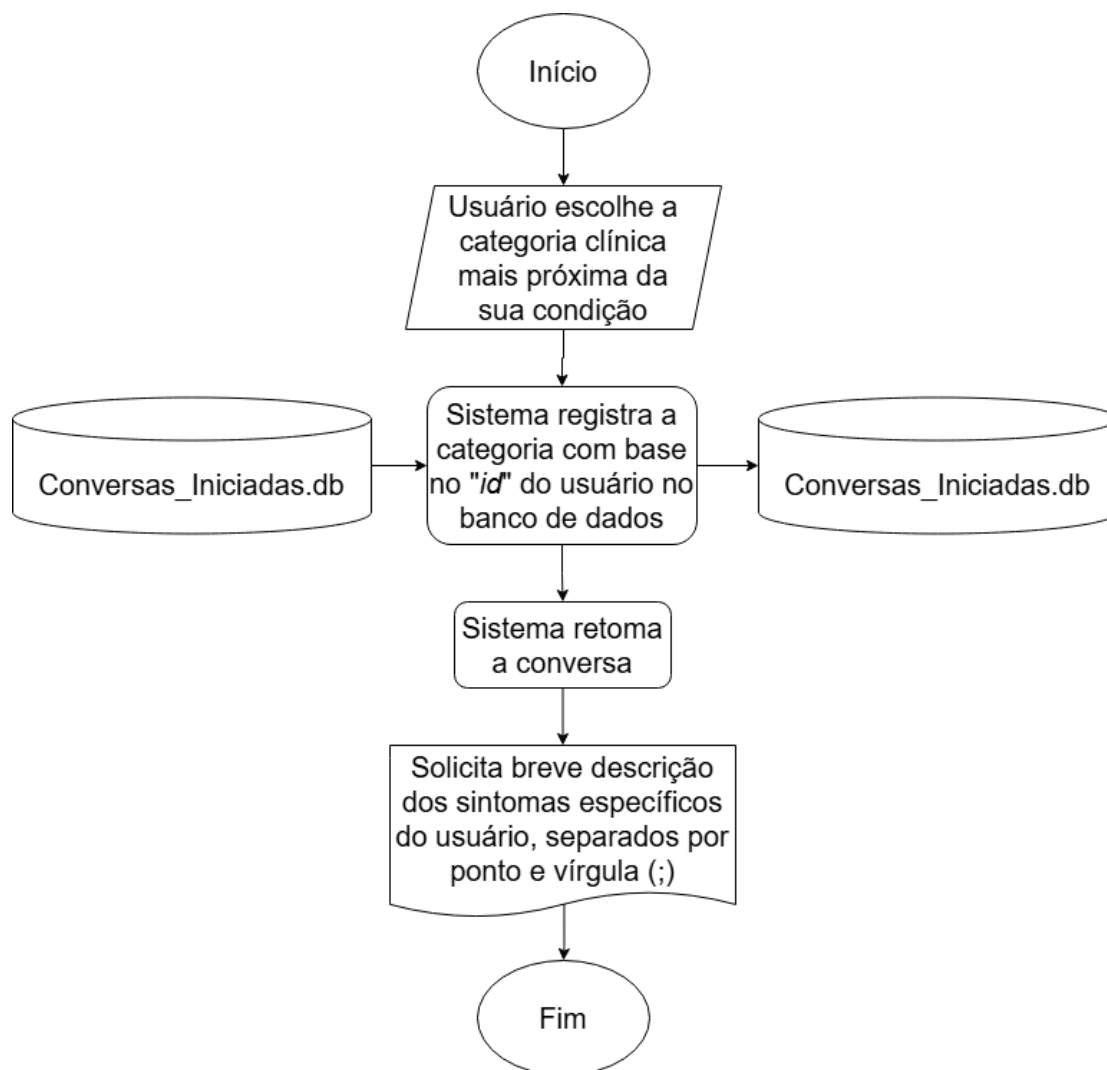 Início
Usuário escolhe a
categoria clínica
mais próxima da
sua condição
Conversas_Iniciadas.db
Sistema registra a
categoria com base
no "id" do usuário no
banco de dados
Conversas_Iniciadas.db
Sistema retoma
a conversa
Solicita breve descrição
dos sintomas específicos
do usuário, separados por
ponto e vírgula (;)
Fim